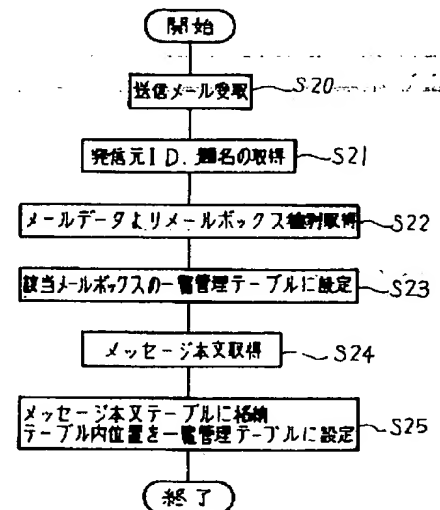 開始
送信メール受取 S20
発信元ID、題名の取得 S21
メールデータよりメールボックス種別取得 S22
該当メールボックスの一覧管理テーブルに設定 S23
メッセージ本文取得 S24
メッセージ本文テーブルに格納
テーブル内位置を一覧管理テーブルに設定 S25
終了